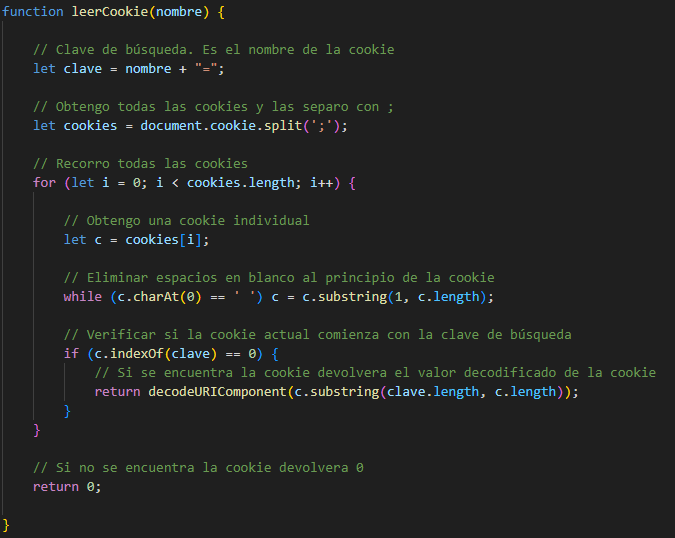 function leerCookie(nombre) {
// Clave de búsqueda. Es el nombre de la cookie
let clave = nombre + "=";
// Obtengo todas las cookies y las separo con ;
let cookies = document.cookie.split(';');
// Recorro todas las cookies
for (let i = 0; i < cookies.length; i++) {
// Obtengo una cookie individual
let c = cookies[i];
// Eliminar espacios en blanco al principio de la cookie
while (c.charAt(0) == ' ') c = c.substring(1, c.length);
// Verificar si la cookie actual comienza con la clave de búsqueda
if (c.indexOf(clave) == 0) {
// Si se encuentra la cookie devolvera el valor decodificado de la cookie
return decodeURIComponent(c.substring(clave.length, c.length));
}
}
// Si no se encuentra la cookie devolvera 0
return 0;
}